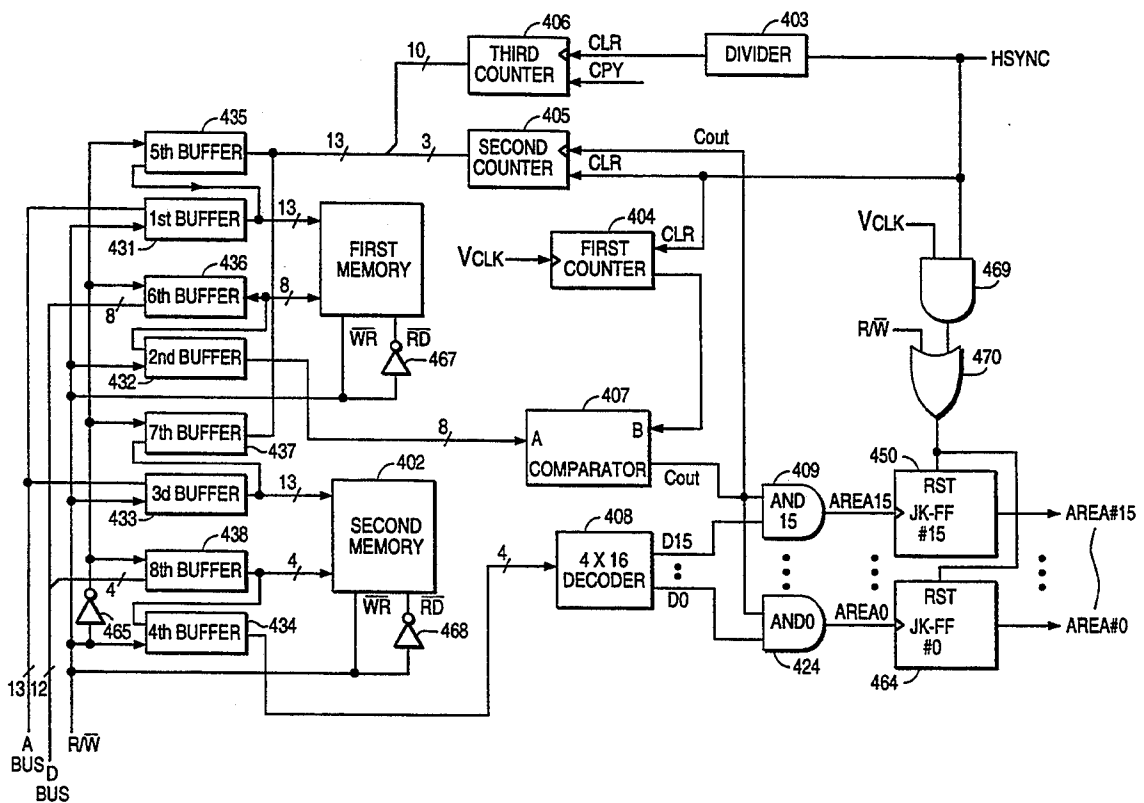 406
THIRD
COUNTER
10
CLR
CPY
403
DIVIDER
HSYNC
435
5th BUFFER
13
3
405
SECOND
COUNTER
Cout
CLR
1st BUFFER
431
13
FIRST
MEMORY
VCLK
404
FIRST
COUNTER
CLR
VCLK
469
436
6th BUFFER
8
8
WR
RD
467
R/W
470
2nd BUFFER
432
7th BUFFER
437
8
407
A
B
COMPARATOR
Cout
402
SECOND
MEMORY
3d BUFFER
433
13
409
AND
15
AREA15
450
RST
JK-FF
#15
AREA#15
438
8th BUFFER
4
4
WR
RD
468
4
408
4 X 16
DECODER
D15
D0
465
4th BUFFER
434
AND0
424
AREA0
RST
JK-FF
#0
464
AREA#0
13
12
A
BUS
D
BUS
R/W